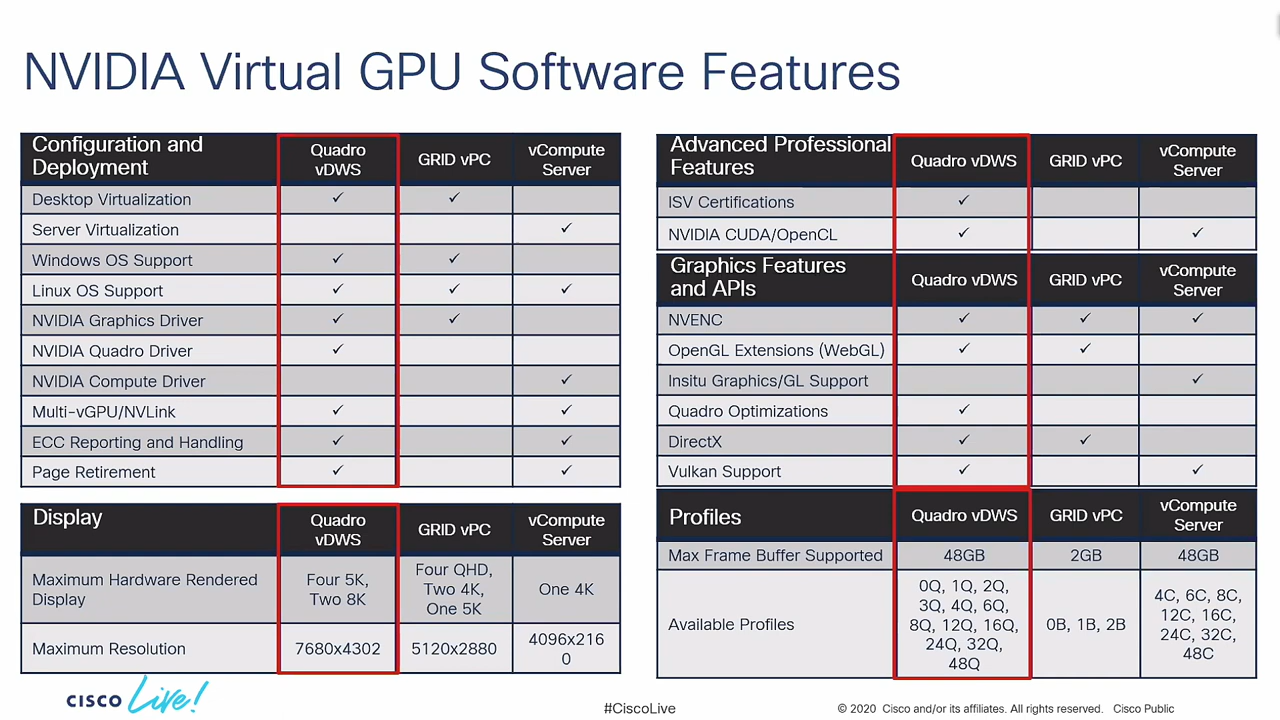 NVIDIA Virtual GPU Software Features
Configuration and Deployment Quadro vDWS GRID vPC vCompute Server
Desktop Virtualization ✓ ✓
Server Virtualization ✓
Windows OS Support ✓ ✓
Linux OS Support ✓ ✓ ✓
NVIDIA Graphics Driver ✓ ✓
NVIDIA Quadro Driver ✓
NVIDIA Compute Driver ✓
Multi-vGPU/NVLink ✓ ✓
ECC Reporting and Handling ✓ ✓
Page Retirement ✓ ✓
Display Quadro vDWS GRID vPC vCompute Server
Maximum Hardware Rendered Display Four 5K, Two 8K Four QHD, Two 4K, One 5K One 4K
Maximum Resolution 7680x4302 5120x2880 4096x2160
Advanced Professional Features Quadro vDWS GRID vPC vCompute Server
ISV Certifications ✓
NVIDIA CUDA/OpenCL ✓ ✓
Graphics Features and APIs Quadro vDWS GRID vPC vCompute Server
NVENC ✓ ✓ ✓
OpenGL Extensions (WebGL) ✓ ✓
Insitu Graphics/GL Support ✓
Quadro Optimizations ✓
DirectX ✓ ✓
Vulkan Support ✓ ✓
Profiles Quadro vDWS GRID vPC vCompute Server
Max Frame Buffer Supported 48GB 2GB 48GB
Available Profiles 0Q, 1Q, 2Q, 3Q, 4Q, 6Q, 8Q, 12Q, 16Q, 24Q, 32Q, 48Q 0B, 1B, 2B 4C, 6C, 8C, 12C, 16C, 24C, 32C, 48C
CISCO Live!
#CiscoLive
© 2020 Cisco and/or its affiliates. All rights reserved. Cisco Public